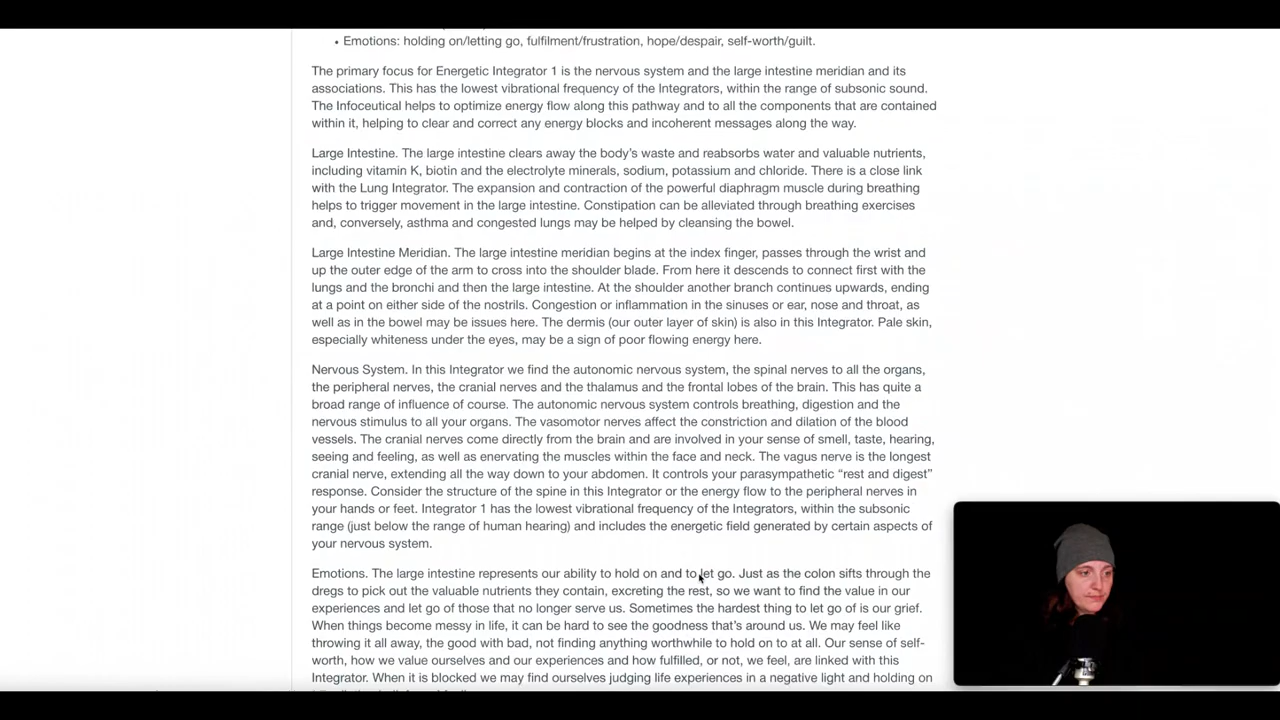 • Emotions: holding on/letting go, fulfilment/frustration, hope/despair, self-worth/guilt.
The primary focus for Energetic Integrator 1 is the nervous system and the large intestine meridian and its
associations. This has the lowest vibrational frequency of the Integrators, within the range of subsonic sound.
The Infoceutical helps to optimize energy flow along this pathway and to all the components that are contained
within it, helping to clear and correct any energy blocks and incoherent messages along the way.
Large Intestine. The large intestine clears away the body's waste and reabsorbs water and valuable nutrients,
including vitamin K, biotin and the electrolyte minerals, sodium, potassium and chloride. There is a close link
with the Lung Integrator. The expansion and contraction of the powerful diaphragm muscle during breathing
helps to trigger movement in the large intestine. Constipation can be alleviated through breathing exercises
and, conversely, asthma and congested lungs may be helped by cleansing the bowel.
Large Intestine Meridian. The large intestine meridian begins at the index finger, passes through the wrist and
up the outer edge of the arm to cross into the shoulder blade. From here it descends to connect first with the
lungs and the bronchi and then the large intestine. At the shoulder another branch continues upwards, ending
at a point on either side of the nostrils. Congestion or inflammation in the sinuses or ear, nose and throat, as
well as in the bowel may be issues here. The dermis (our outer layer of skin) is also in this Integrator. Pale skin,
especially whiteness under the eyes, may be a sign of poor flowing energy here.
Nervous System. In this Integrator we find the autonomic nervous system, the spinal nerves to all the organs,
the peripheral nerves, the cranial nerves and the thalamus and the frontal lobes of the brain. This has quite a
broad range of influence of course. The autonomic nervous system controls breathing, digestion and the
nervous stimulus to all your organs. The vasomotor nerves affect the constriction and dilation of the blood
vessels. The cranial nerves come directly from the brain and are involved in your sense of smell, taste, hearing,
seeing and feeling, as well as enervating the muscles within the face and neck. The vagus nerve is the longest
cranial nerve, extending all the way down to your abdomen. It controls your parasympathetic “rest and digest”
response. Consider the structure of the spine in this Integrator or the energy flow to the peripheral nerves in
your hands or feet. Integrator 1 has the lowest vibrational frequency of the Integrators, within the subsonic
range (just below the range of human hearing) and includes the energetic field generated by certain aspects of
your nervous system.
Emotions. The large intestine represents our ability to hold on and to let go. Just as the colon sifts through the
dregs to pick out the valuable nutrients they contain, excreting the rest, so we want to find the value in our
experiences and let go of those that no longer serve us. Sometimes the hardest thing to let go of is our grief.
When things become messy in life, it can be hard to see the goodness that's around us. We may feel like
throwing it all away, the good with bad, not finding anything worthwhile to hold on to at all. Our sense of self-
worth, how we value ourselves and our experiences and how fulfilled, or not, we feel, are linked with this
Integrator. When it is blocked we may find ourselves judging life experiences in a negative light and holding on